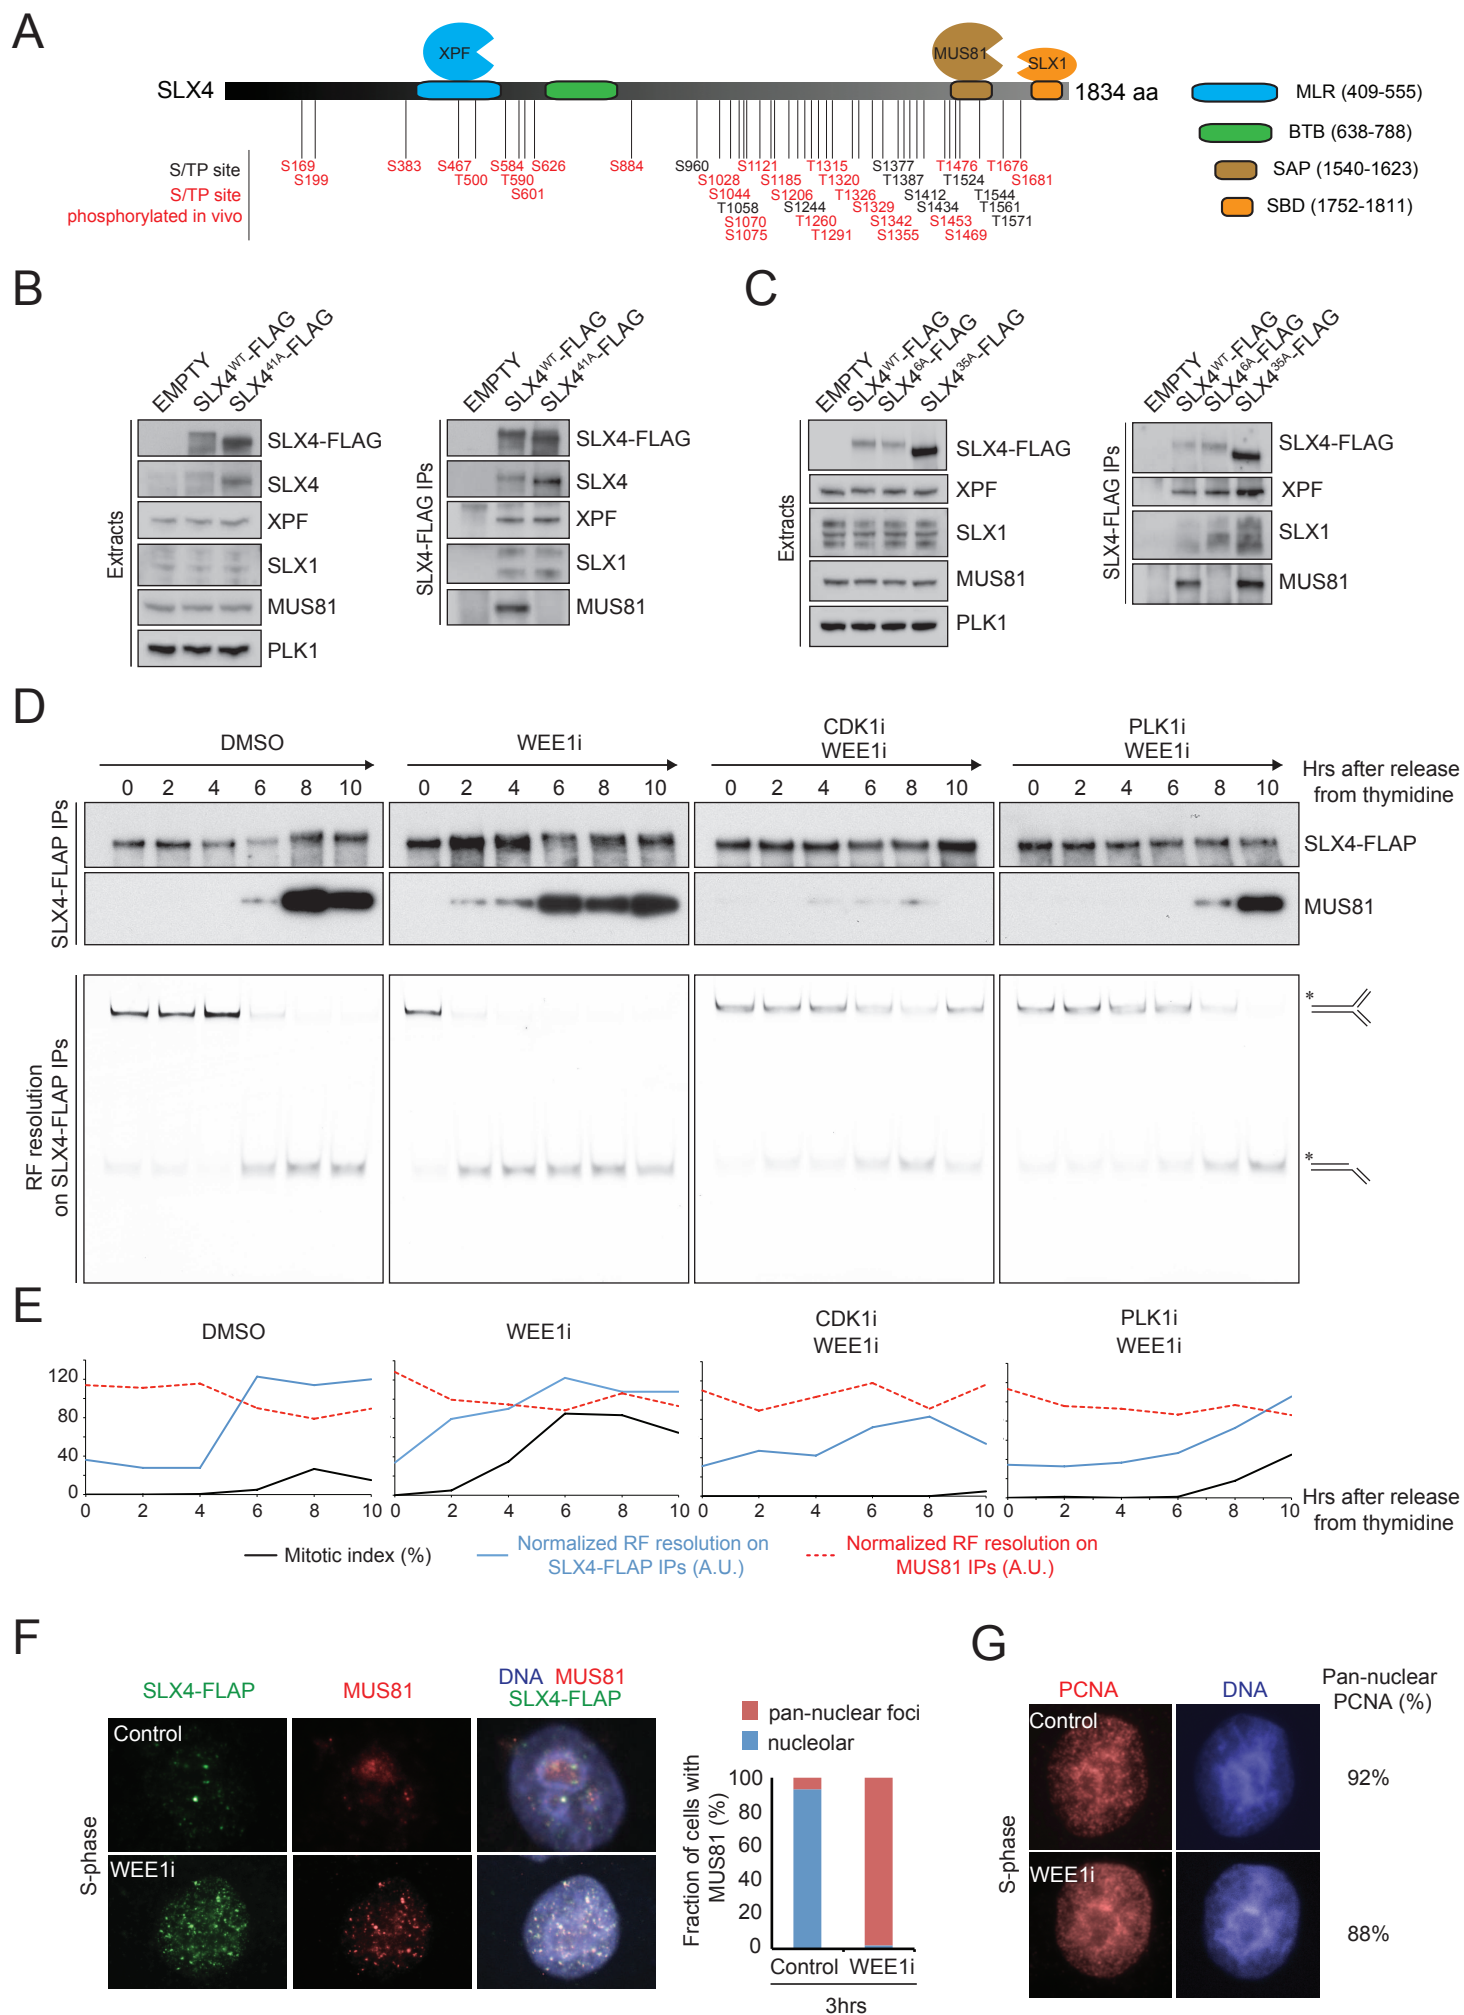 A
XPF
MUS81
SLX1
SLX4
1834 aa
MLR (409-555)
BTB (638-788)
SAP (1540-1623)
SBD (1752-1811)
S/TP site
S/TP site
phosphorylated in vivo
S169
S199
S383
S467
T500
S584
T590
S601
S626
S884
S960
S1028
S1044
T1058
S1070
S1075
S1121
S1185
S1206
S1244
T1260
T1291
T1315
T1320
T1326
S1329
S1342
S1355
S1377
T1387
S1412
S1434
S1453
S1469
T1476
T1524
T1544
T1561
T1571
T1676
S1681
B
EMPTY
SLX4WT-FLAG
SLX441A-FLAG
Extracts
SLX4-FLAG
SLX4
XPF
SLX1
MUS81
PLK1
EMPTY
SLX4WT-FLAG
SLX441A-FLAG
SLX4-FLAG IPs
SLX4-FLAG
SLX4
XPF
SLX1
MUS81
C
EMPTY
SLX4WT-FLAG
SLX46A-FLAG
SLX435A-FLAG
Extracts
SLX4-FLAG
XPF
SLX1
MUS81
PLK1
EMPTY
SLX4WT-FLAG
SLX46A-FLAG
SLX435A-FLAG
SLX4-FLAG IPs
SLX4-FLAG
XPF
SLX1
MUS81
D
DMSO
WEE1i
CDK1i
WEE1i
PLK1i
WEE1i
0 2 4 6 8 10
0 2 4 6 8 10
0 2 4 6 8 10
0 2 4 6 8 10
Hrs after release
from thymidine
SLX4-FLAP IPs
SLX4-FLAP
MUS81
RF resolution
on SLX4-FLAP IPs
*
*
E
DMSO
WEE1i
CDK1i
WEE1i
PLK1i
WEE1i
120
80
40
0
0 2 4 6 8 10
0 2 4 6 8 10
0 2 4 6 8 10
0 2 4 6 8 10
Hrs after release
from thymidine
Mitotic index (%)
Normalized RF resolution on
SLX4-FLAP IPs (A.U.)
Normalized RF resolution on
MUS81 IPs (A.U.)
F
SLX4-FLAP
MUS81
DNA MUS81
SLX4-FLAP
S-phase
Control
WEE1i
pan-nuclear foci
nucleolar
Fraction of cells with
MUS81 (%)
100
80
60
40
20
0
Control WEE1i
3hrs
G
PCNA
DNA
Pan-nuclear
PCNA (%)
S-phase
Control
92%
WEE1i
88%